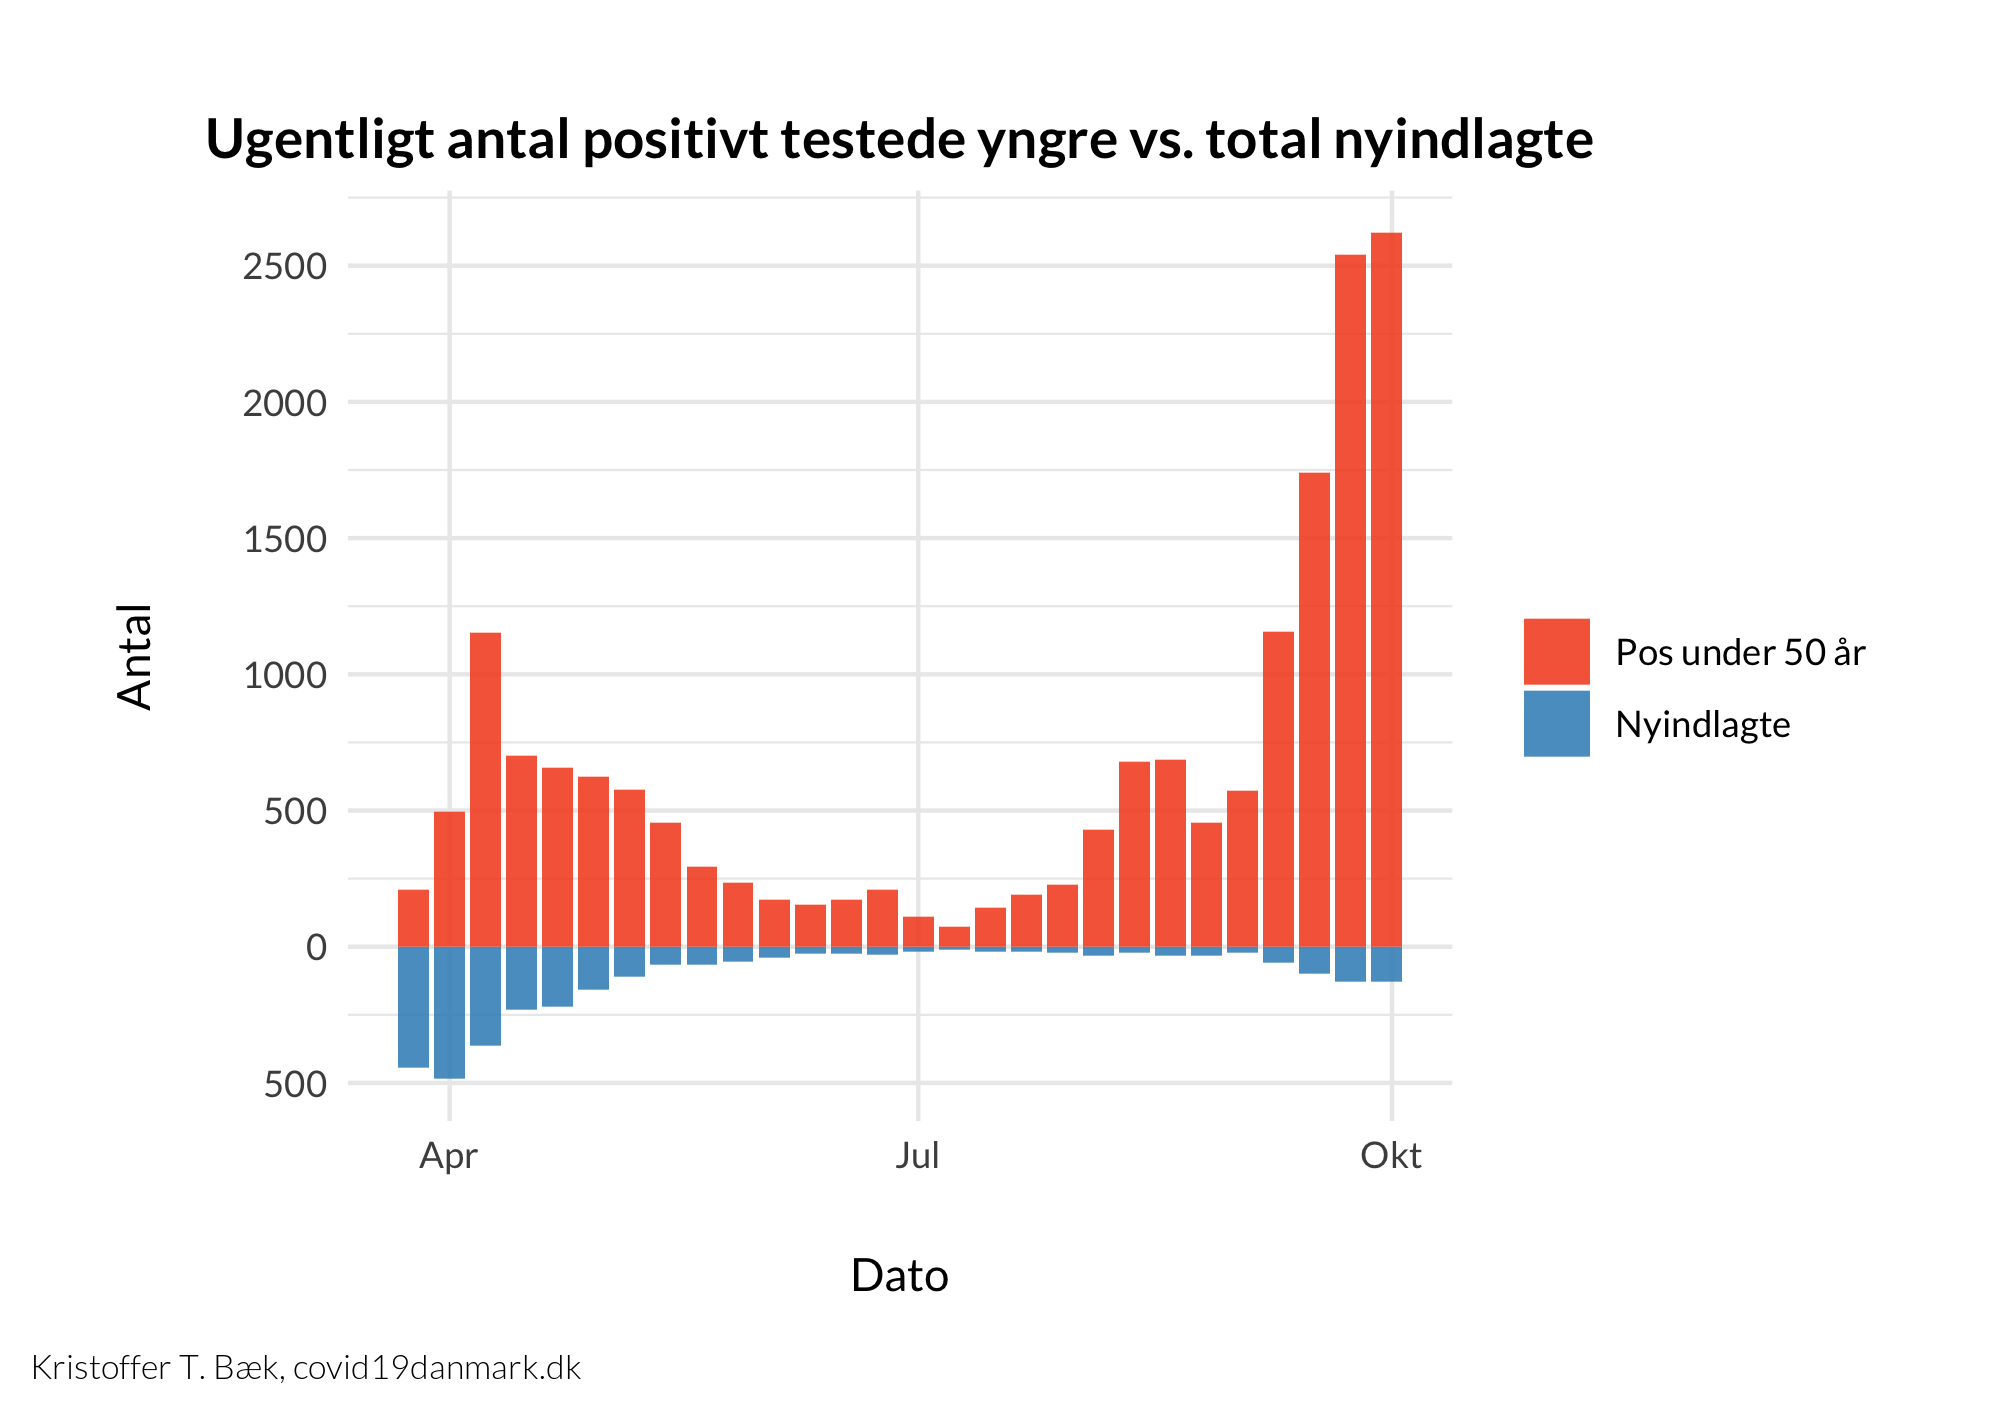 Ugentligt antal positivt testede yngre vs. total nyindlagte
2500
2000
1500
1000
500
0
500
Antal
Apr
Jul
Okt
Dato
Pos under 50 år
Nyindlagte
Kristoffer T. Bæk, covid19danmark.dk